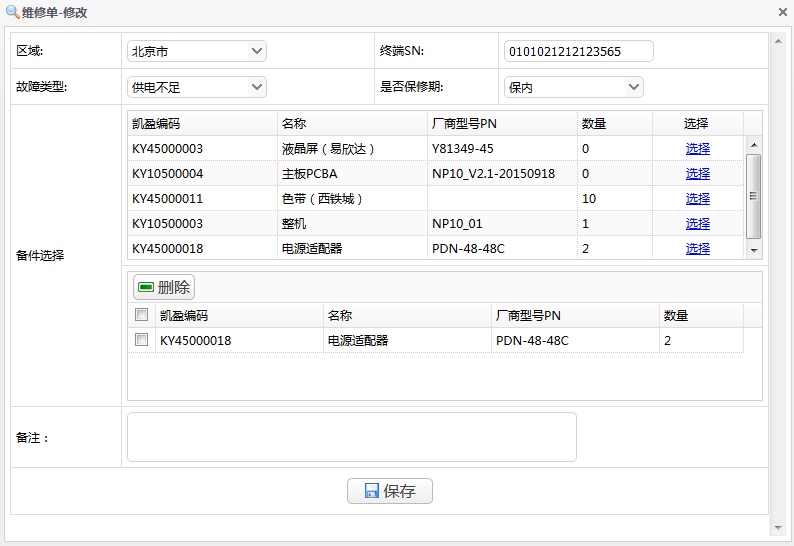 维修单-修改
区域: 北京市 终端SN: 0101021212123565
故障类型: 供电不足 是否保修期: 保内
备件选择
凯盈编码 名称 厂商型号PN 数量 选择
KY45000003 液晶屏（易欣达） Y81349-45 0 选择
KY10500004 主板PCBA NP10_V2.1-20150918 0 选择
KY45000011 色带（西铁城） 10 选择
KY10500003 整机 NP10_01 1 选择
KY45000018 电源适配器 PDN-48-48C 2 选择
删除
凯盈编码 名称 厂商型号PN 数量
KY45000018 电源适配器 PDN-48-48C 2
备注：
保存